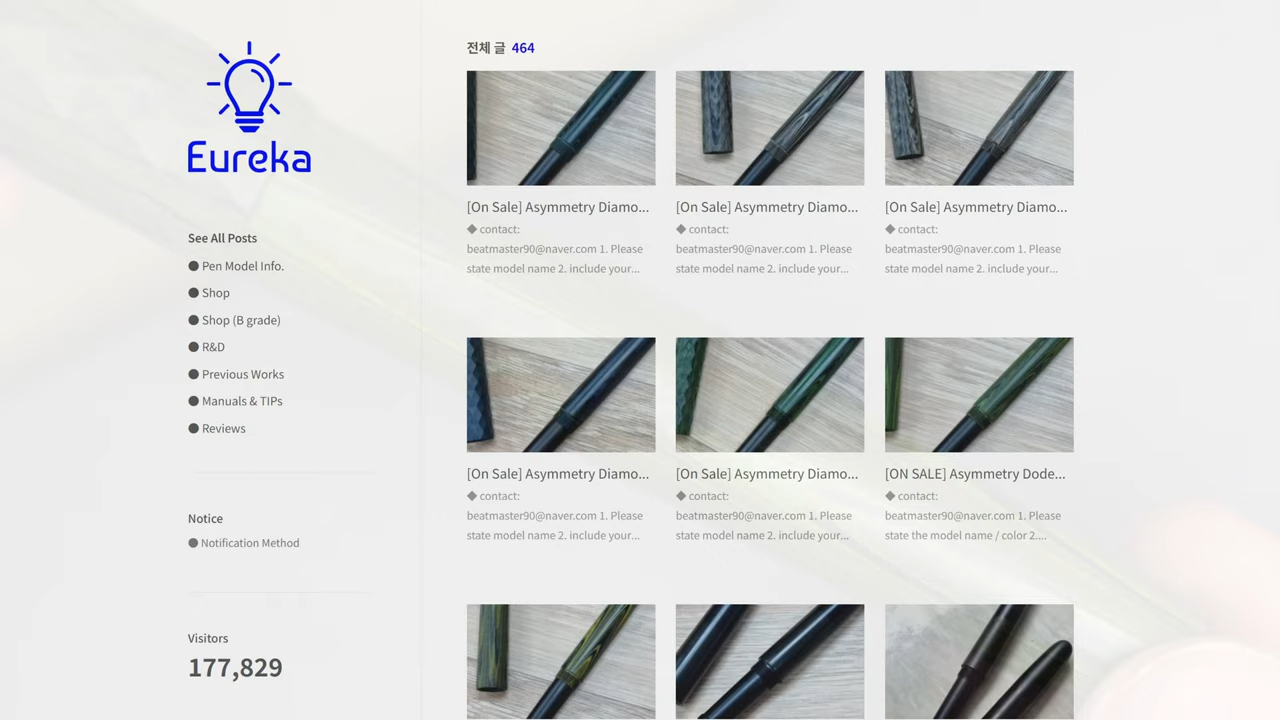 Eureka
See All Posts
● Pen Model Info.
● Shop
● Shop (B grade)
● R&D
● Previous Works
● Manuals & TIPs
● Reviews
Notice
● Notification Method
Visitors
177,829
전체 글 464
[On Sale] Asymmetry Diamo...
◆ contact:
beatmaster90@naver.com 1. Please
state model name 2. include your...
[On Sale] Asymmetry Diamo...
◆ contact:
beatmaster90@naver.com 1. Please
state model name 2. include your...
[On Sale] Asymmetry Diamo...
◆ contact:
beatmaster90@naver.com 1. Please
state model name 2. include your...
[On Sale] Asymmetry Diamo...
◆ contact:
beatmaster90@naver.com 1. Please
state model name 2. include your...
[On Sale] Asymmetry Diamo...
◆ contact:
beatmaster90@naver.com 1. Please
state model name 2. include your...
[ON SALE] Asymmetry Dode...
◆ contact:
beatmaster90@naver.com 1. Please
state the model name / color 2....